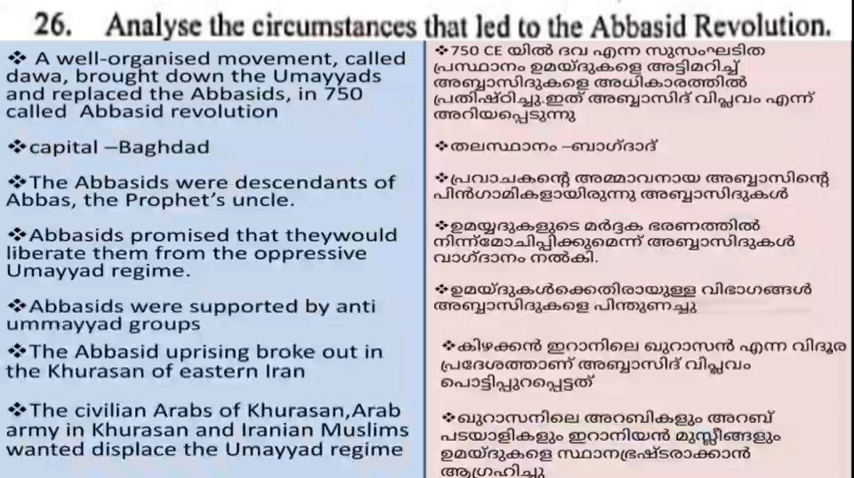 26. Analyse the circumstances that led to the Abbasid Revolution.
❖ A well-organised movement, called
dawa, brought down the Umayyads
and replaced the Abbasids, in 750
called Abbasid revolution
❖capital –Baghdad
❖The Abbasids were descendants of
Abbas, the Prophet's uncle.
❖Abbasids promised that theywould
liberate them from the oppressive
Umayyad regime.
❖Abbasids were supported by anti
ummayyad groups
❖The Abbasid uprising broke out in
the Khurasan of eastern Iran
❖The civilian Arabs of Khurasan,Arab
army in Khurasan and Iranian Muslims
wanted displace the Umayyad regime
❖750 CE യിൽ ദവ എന്ന സുസംഘടിത
പ്രസ്ഥാനം ഉമയ്ദുകളെ അട്ടിമറിച്ച്
അബ്ബാസിദുകളെ അധികാരത്തിൽ
പ്രതിഷ്ഠിച്ചു.ഇത് അബ്ബാസിദ് വിപ്ലവം എന്ന്
അറിയപ്പെടുന്നു
❖തലസ്ഥാനം –ബാഗ്ദാദ്
❖പ്രവാചകന്റെ അമ്മാവനായ അബ്ബാസിന്റെ
പിൻഗാമികളായിരുന്നു അബ്ബാസിദുകൾ
❖ഉമയ്യദുകളുടെ മർദ്ദക ഭരണത്തിൽ
നിന്ന്മോചിപ്പിക്കുമെന്ന് അബ്ബാസിദുകൾ
വാഗ്ദാനം നൽകി.
❖ഉമയ്ദുകൾക്കെതിരായുള്ള വിഭാഗങ്ങൾ
അബ്ബാസിദുകളെ പിന്തുണച്ചു
❖കിഴക്കൻ ഇറാനിലെ ഖുറാസൻ എന്ന വിദൂര
പ്രദേശത്താണ് അബ്ബാസിദ് വിപ്ലവം
പൊട്ടിപ്പുറപ്പെട്ടത്
❖ഖുറാസനിലെ അറബികളും അറബ്
പടയാളികളും ഇറാനിയൻ മുസ്ലീങ്ങളും
ഉമയ്ദുകളെ സ്ഥാനഭ്രഷ്ടരാക്കാൻ
ആഗ്രഹിച്ചു